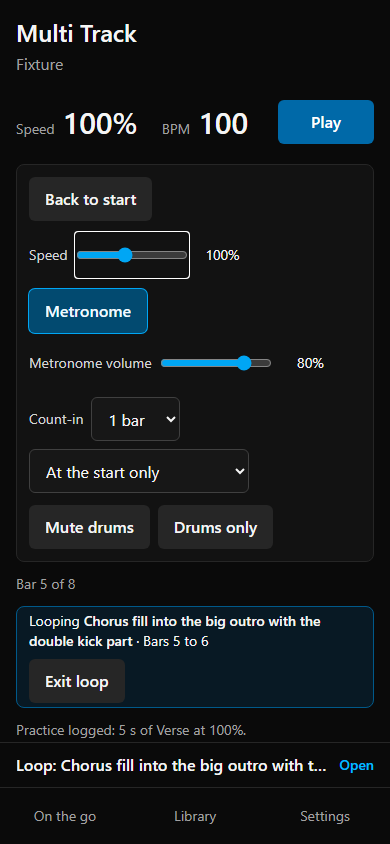 Multi Track
Fixture
Speed 100% BPM 100 Play
Back to start
Speed 100%
Metronome
Metronome volume 80%
Count-in 1 bar
At the start only
Mute drums Drums only
Bar 5 of 8
Looping Chorus fill into the big outro with the
double kick part · Bars 5 to 6
Exit loop
Practice logged: 5 s of Verse at 100%.
Loop: Chorus fill into the big outro with t... Open
On the go Library Settings